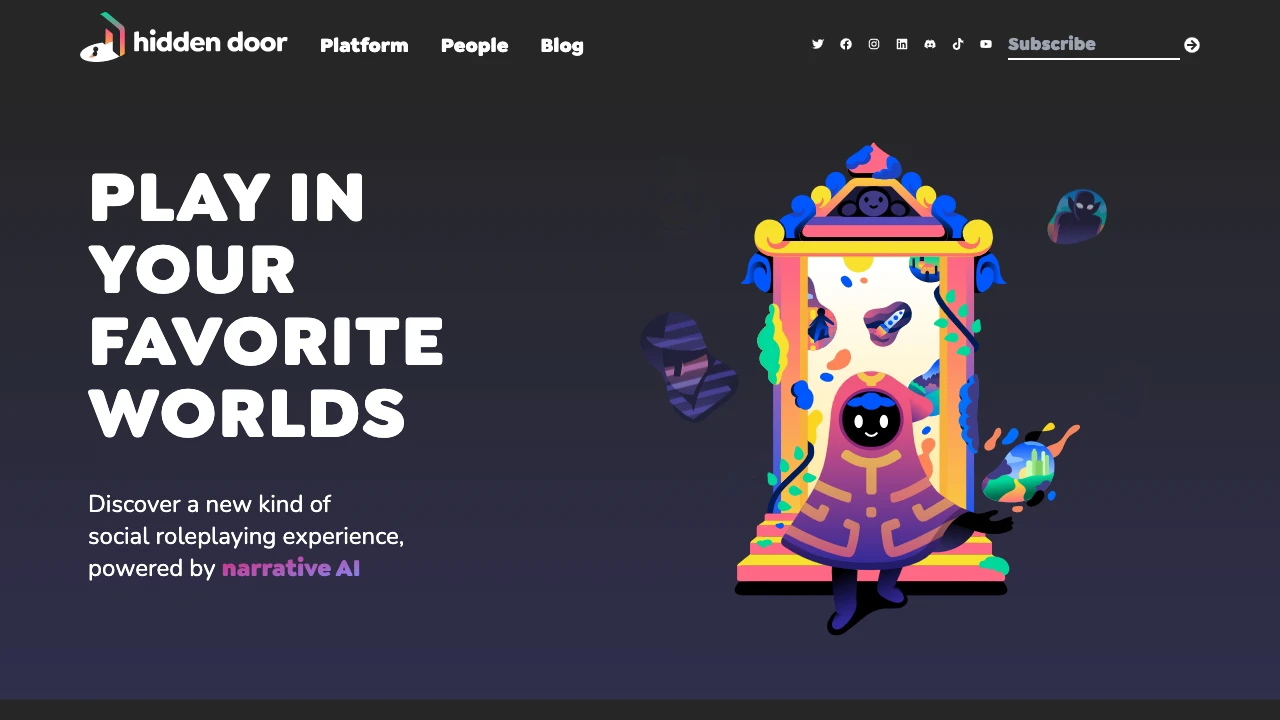 hidden door
Platform
People
Blog
Subscribe
PLAY IN
YOUR
FAVORITE
WORLDS
Discover a new kind of
social roleplaying experience,
powered by narrative AI